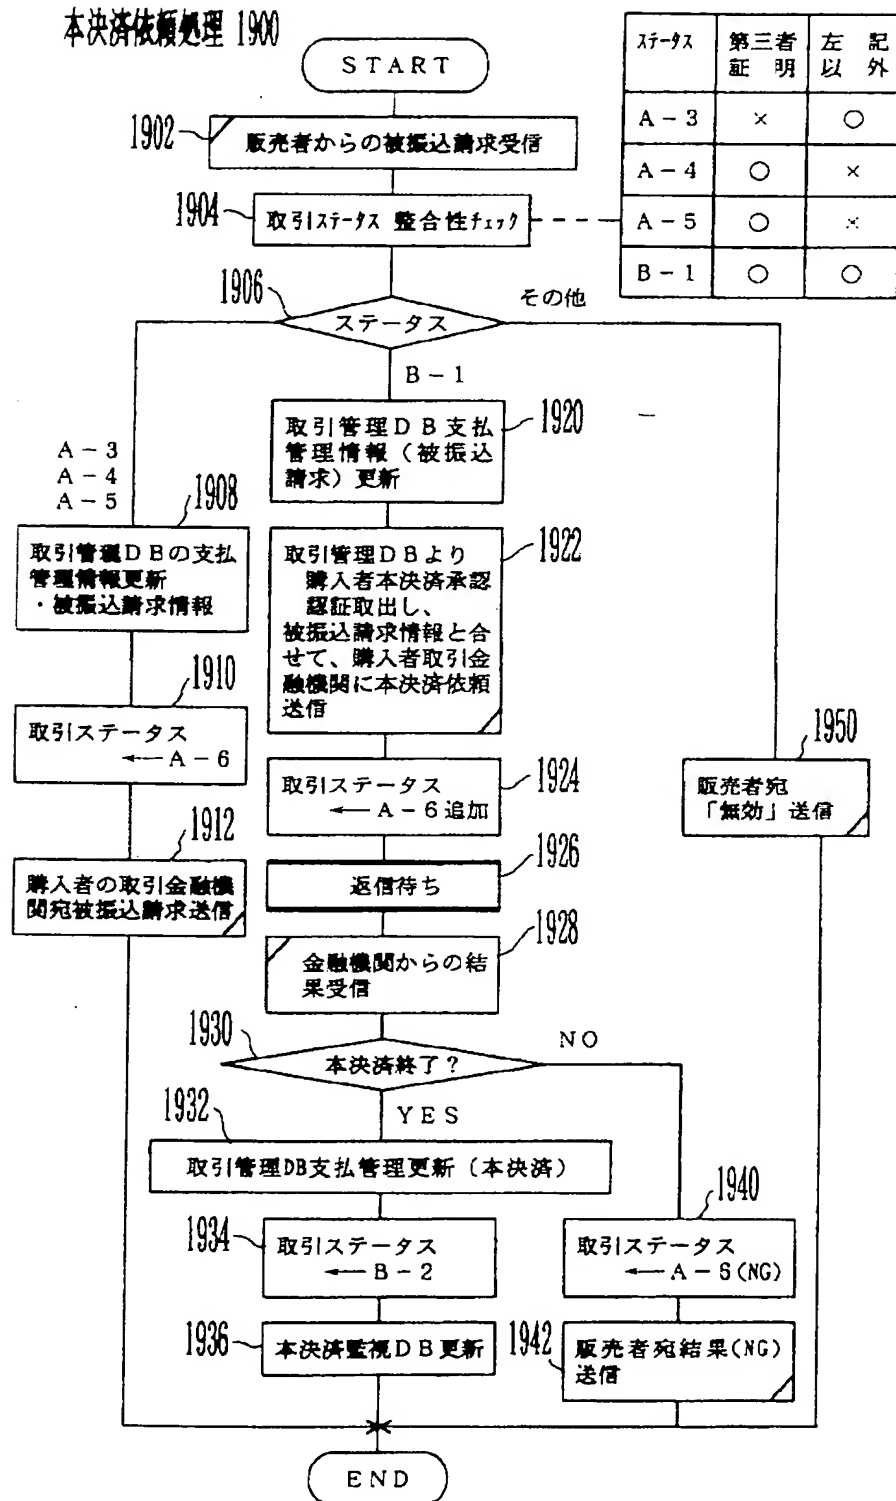 本決済依頼処理 1900
START
ステータス 第三者証明 左記以外
A-3 × ○
A-4 ○ ×
A-5 ○ ×
B-1 ○ ○
1902
販売者からの被振込請求受信
1904
取引ステータス 整合性チェック
1906
ステータス
その他
B-1
A-3
A-4
A-5
1908
取引管理DBの支払
管理情報更新
・被振込請求情報
1910
取引ステータス
←A-6
1912
購入者の取引金融機
関宛被振込請求送信
1920
取引管理DB支払
管理情報(被振込
請求)更新
1922
取引管理DBより
購入者本決済承認
認証取出し、
被振込請求情報と合
せて、購入者取引金
融機関に本決済依頼
送信
1924
取引ステータス
←A-6追加
1926
返信待ち
1928
金融機関からの結
果受信
1930
本決済終了?
NO
YES
1932
取引管理DB支払管理更新(本決済)
1934
取引ステータス
←B-2
1936
本決済監視DB更新
1940
取引ステータス
←A-6(NG)
1942
販売者宛結果(NG)
送信
1950
販売者宛
「無効」送信
END